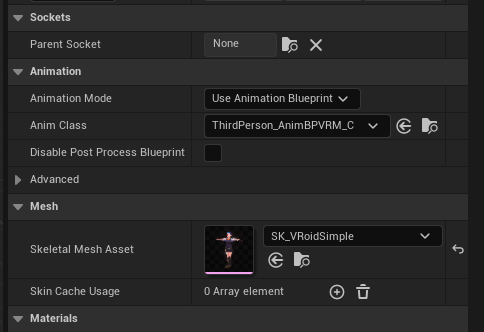 Sockets
Parent Socket None
Animation
Animation Mode Use Animation Blueprint
Anim Class ThirdPerson_AnimBPVRM_C
Disable Post Process Blueprint
Advanced
Mesh
Skeletal Mesh Asset SK_VRoidSimple
Skin Cache Usage 0 Array element
Materials